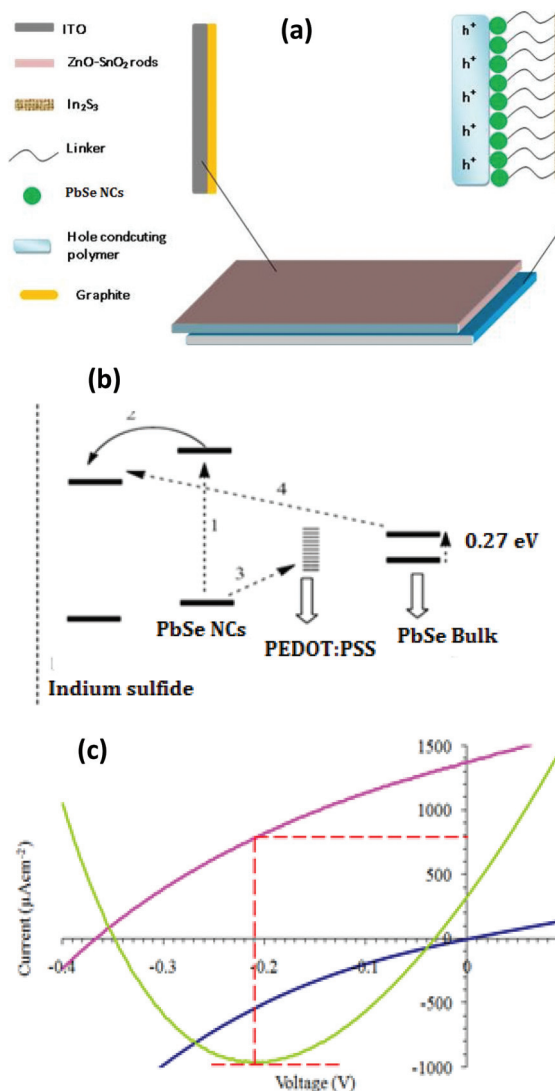 (a)
ITO
ZnO-SnO₂ rods
In₂S₃
Linker
PbSe NCs
Hole condcuting
polymer
Graphite
h⁺
h⁺
h⁺
h⁺
h⁺
(b)
2
4
1
3
0.27 eV
PbSe NCs
PEDOT:PSS
PbSe Bulk
Indium sulfide
(c)
1500
1000
500
0
-500
-1000
-0.4
-0.3
-0.2
0.1
0
Current (µAcm⁻²)
Voltage (V)